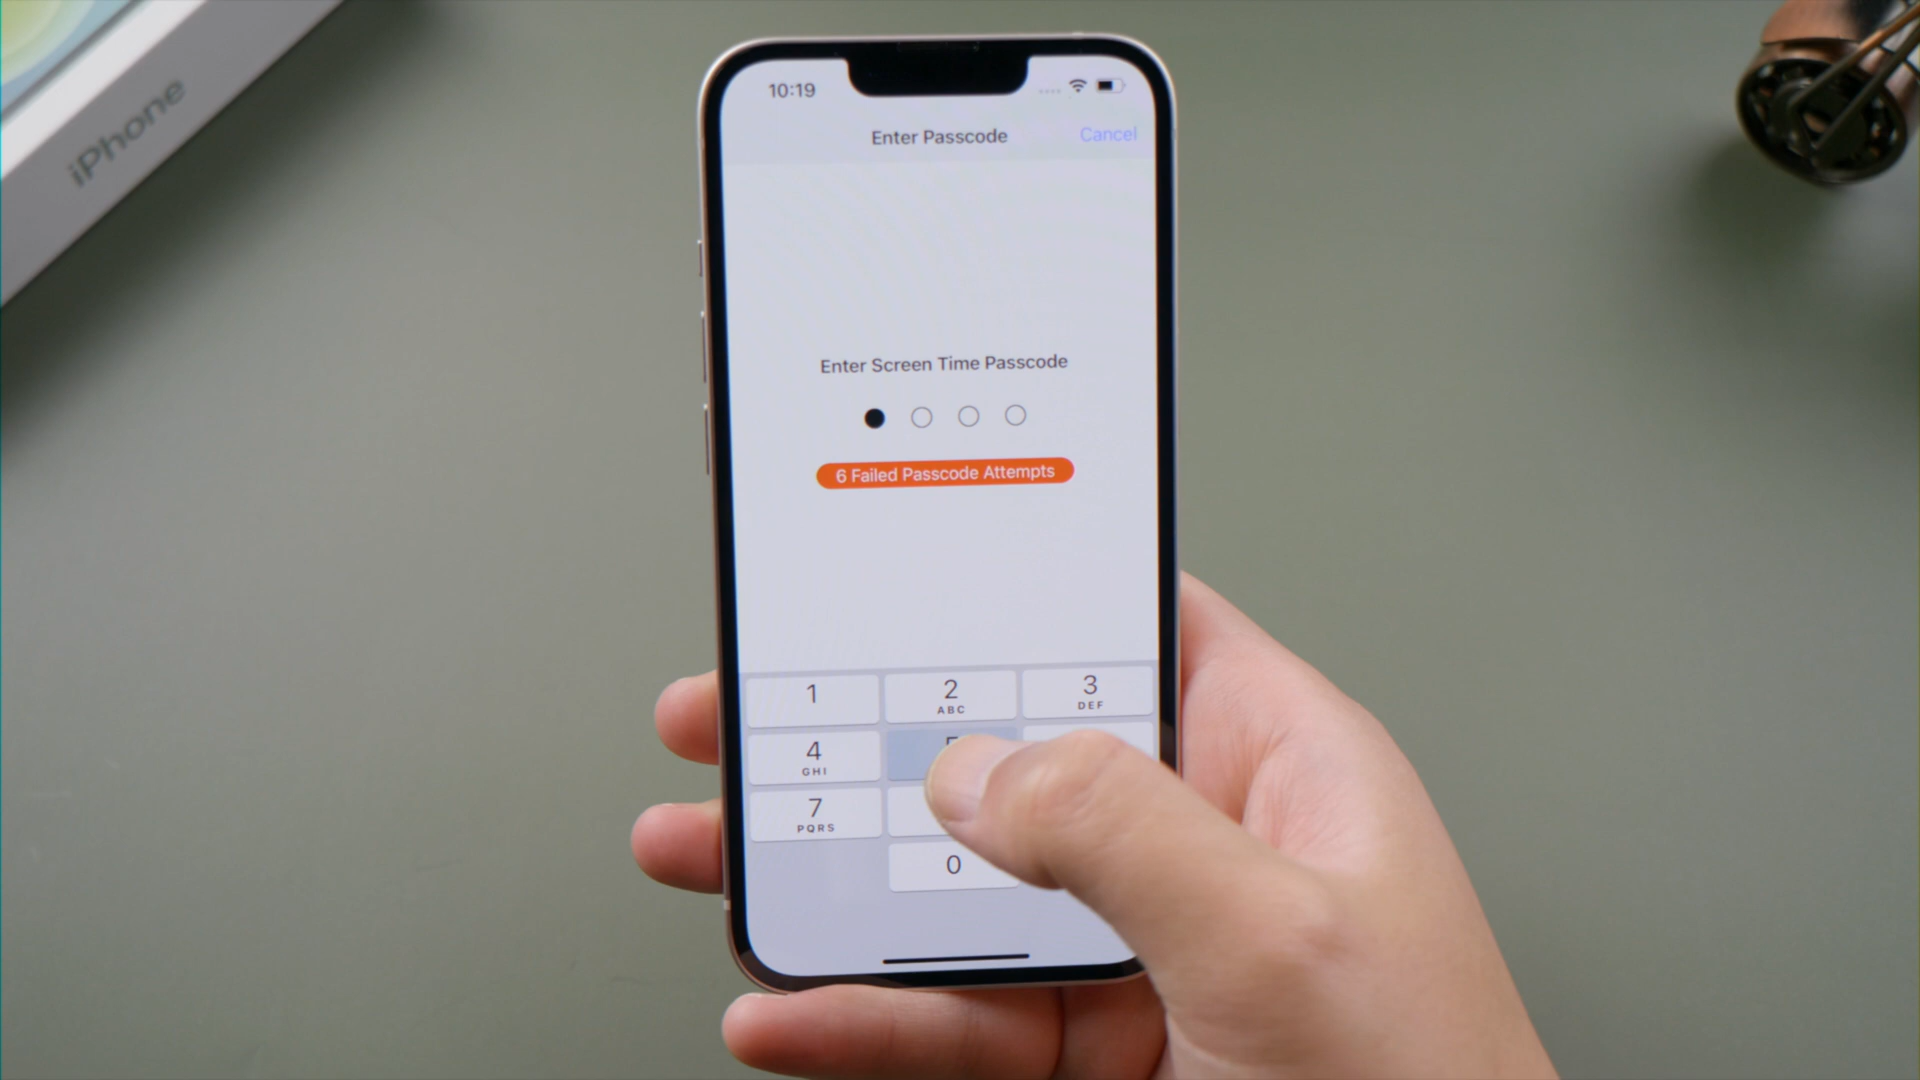 iPhone
10:19
Enter Passcode
Cancel
Enter Screen Time Passcode
6 Failed Passcode Attempts
1
2
ABC
3
DEF
4
GHI
7
PQRS
0